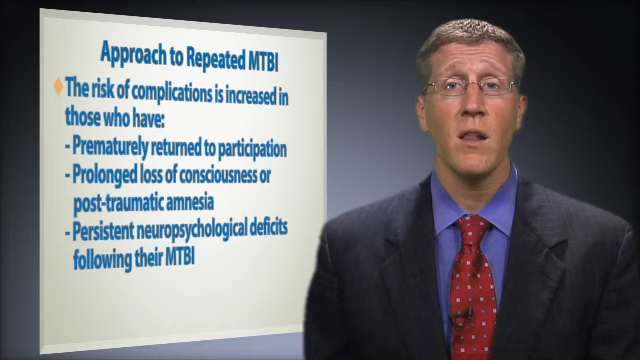 Approach to Repeated MTBI
♦The risk of complications is increased in
those who have:
- Prematurely returned to participation
- Prolonged loss of consciousness or
post-traumatic amnesia
- Persistent neuropsychological deficits
following their MTBI